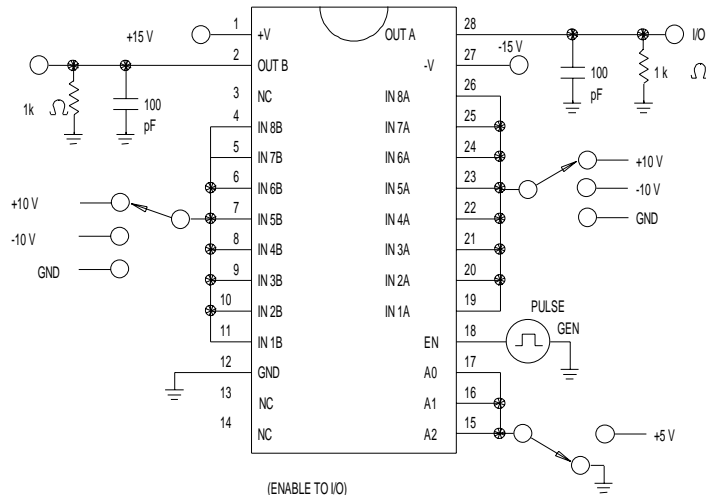 +15 V
1 +V
OUT A 28
I/O
2 OUT B
-V 27
-15 V
1k Ω
100 pF
3 NC
IN 8A 26
100 pF
1 k Ω
4 IN 8B
IN 7A 25
5 IN 7B
IN 6A 24
6 IN 6B
IN 5A 23
+10 V
-10 V
GND
+10 V
-10 V
GND
7 IN 5B
IN 4A 22
8 IN 4B
IN 3A 21
9 IN 3B
IN 2A 20
10 IN 2B
IN 1A 19
11 IN 1B
EN 18
PULSE
GEN
12 GND
A0 17
13 NC
A1 16
14 NC
A2 15
+5 V
(ENABLE TO I/O)